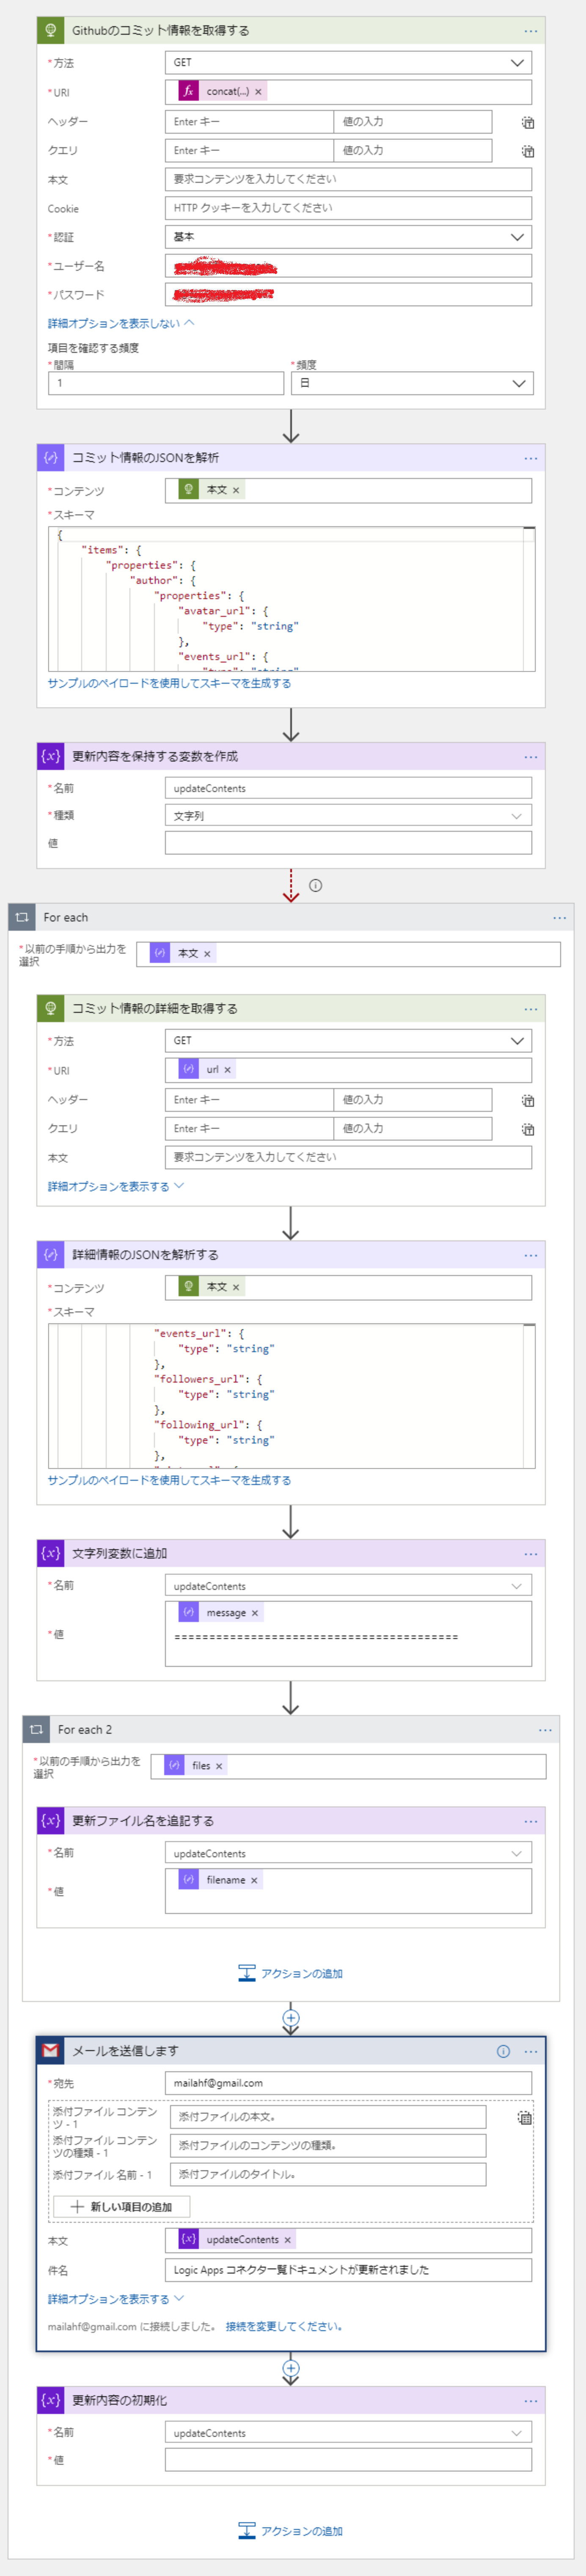 Githubのコミット情報を取得する
*方法 GET
*URI concat(...) ×
ヘッダー Enter キー 値の入力
クエリ Enter キー 値の入力
本文 要求コンテンツを入力してください
Cookie HTTP クッキーを入力してください
*認証 基本
*ユーザー名
*パスワード
詳細オプションを表示しない
項目を確認する頻度
*間隔 *頻度
1 日
コミット情報のJSONを解析
*コンテンツ 本文 ×
*スキーマ
{
"items": {
"properties": {
"author": {
"properties": {
"avatar_url": {
"type": "string"
},
"events_url": {
"type": "string"
サンプルのペイロードを使用してスキーマを生成する
{x} 更新内容を保持する変数を作成
*名前 updateContents
*種類 文字列
値
For each
*以前の手順から出力を 本文 ×
選択
コミット情報の詳細を取得する
*方法 GET
*URI url ×
ヘッダー Enter キー 値の入力
クエリ Enter キー 値の入力
本文 要求コンテンツを入力してください
詳細オプションを表示する
詳細情報のJSONを解析する
*コンテンツ 本文 ×
*スキーマ
"events_url": {
"type": "string"
},
"followers_url": {
"type": "string"
},
"following_url": {
"type": "string"
},
サンプルのペイロードを使用してスキーマを生成する
{x} 文字列変数に追加
*名前 updateContents
message ×
*値 =========================================
For each 2
*以前の手順から出力を files ×
選択
{x} 更新ファイル名を追記する
*名前 updateContents
*値 filename ×
アクションの追加
メールを送信します
*宛先 mailahf@gmail.com
添付ファイル コンテン 添付ファイルの本文。
ツ - 1
添付ファイル コンテン 添付ファイルのコンテンツの種類。
ツの種類 - 1
添付ファイル 名前 - 1 添付ファイルのタイトル。
新しい項目の追加
本文 {x} updateContents ×
件名 Logic Apps コネクタ一覧ドキュメントが更新されました
詳細オプションを表示する
mailahf@gmail.com に接続しました。 接続を変更してください。
{x} 更新内容の初期化
*名前 updateContents
*値
アクションの追加